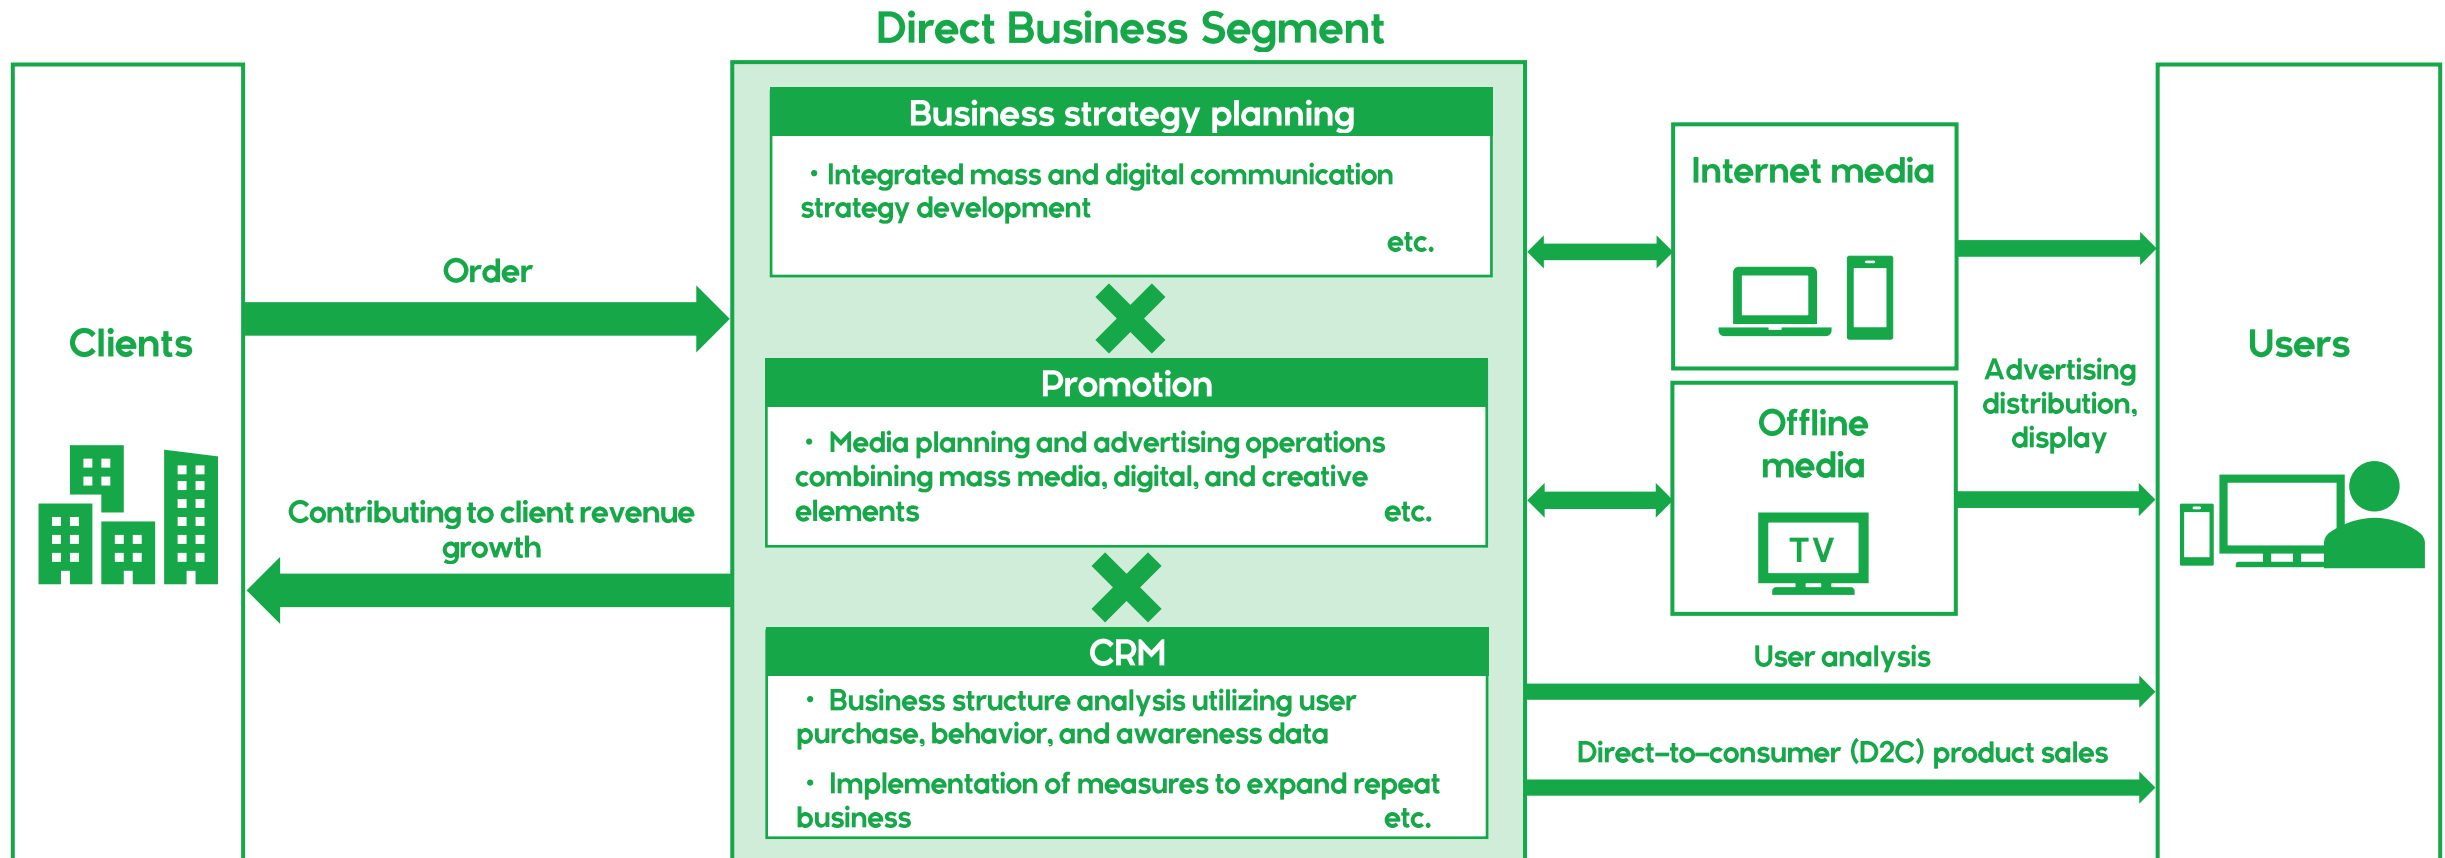 Direct Business Segment
Clients
Order
Contributing to client revenue
growth
Business strategy planning
・Integrated mass and digital communication
strategy development
etc.
Promotion
・ Media planning and advertising operations
combining mass media, digital, and creative
elements etc.
CRM
・ Business structure analysis utilizing user
purchase, behavior, and awareness data
・ Implementation of measures to expand repeat
business etc.
Internet media
Offline
media
TV
Advertising
distribution,
display
User analysis
Direct-to-consumer (D2C) product sales
Users